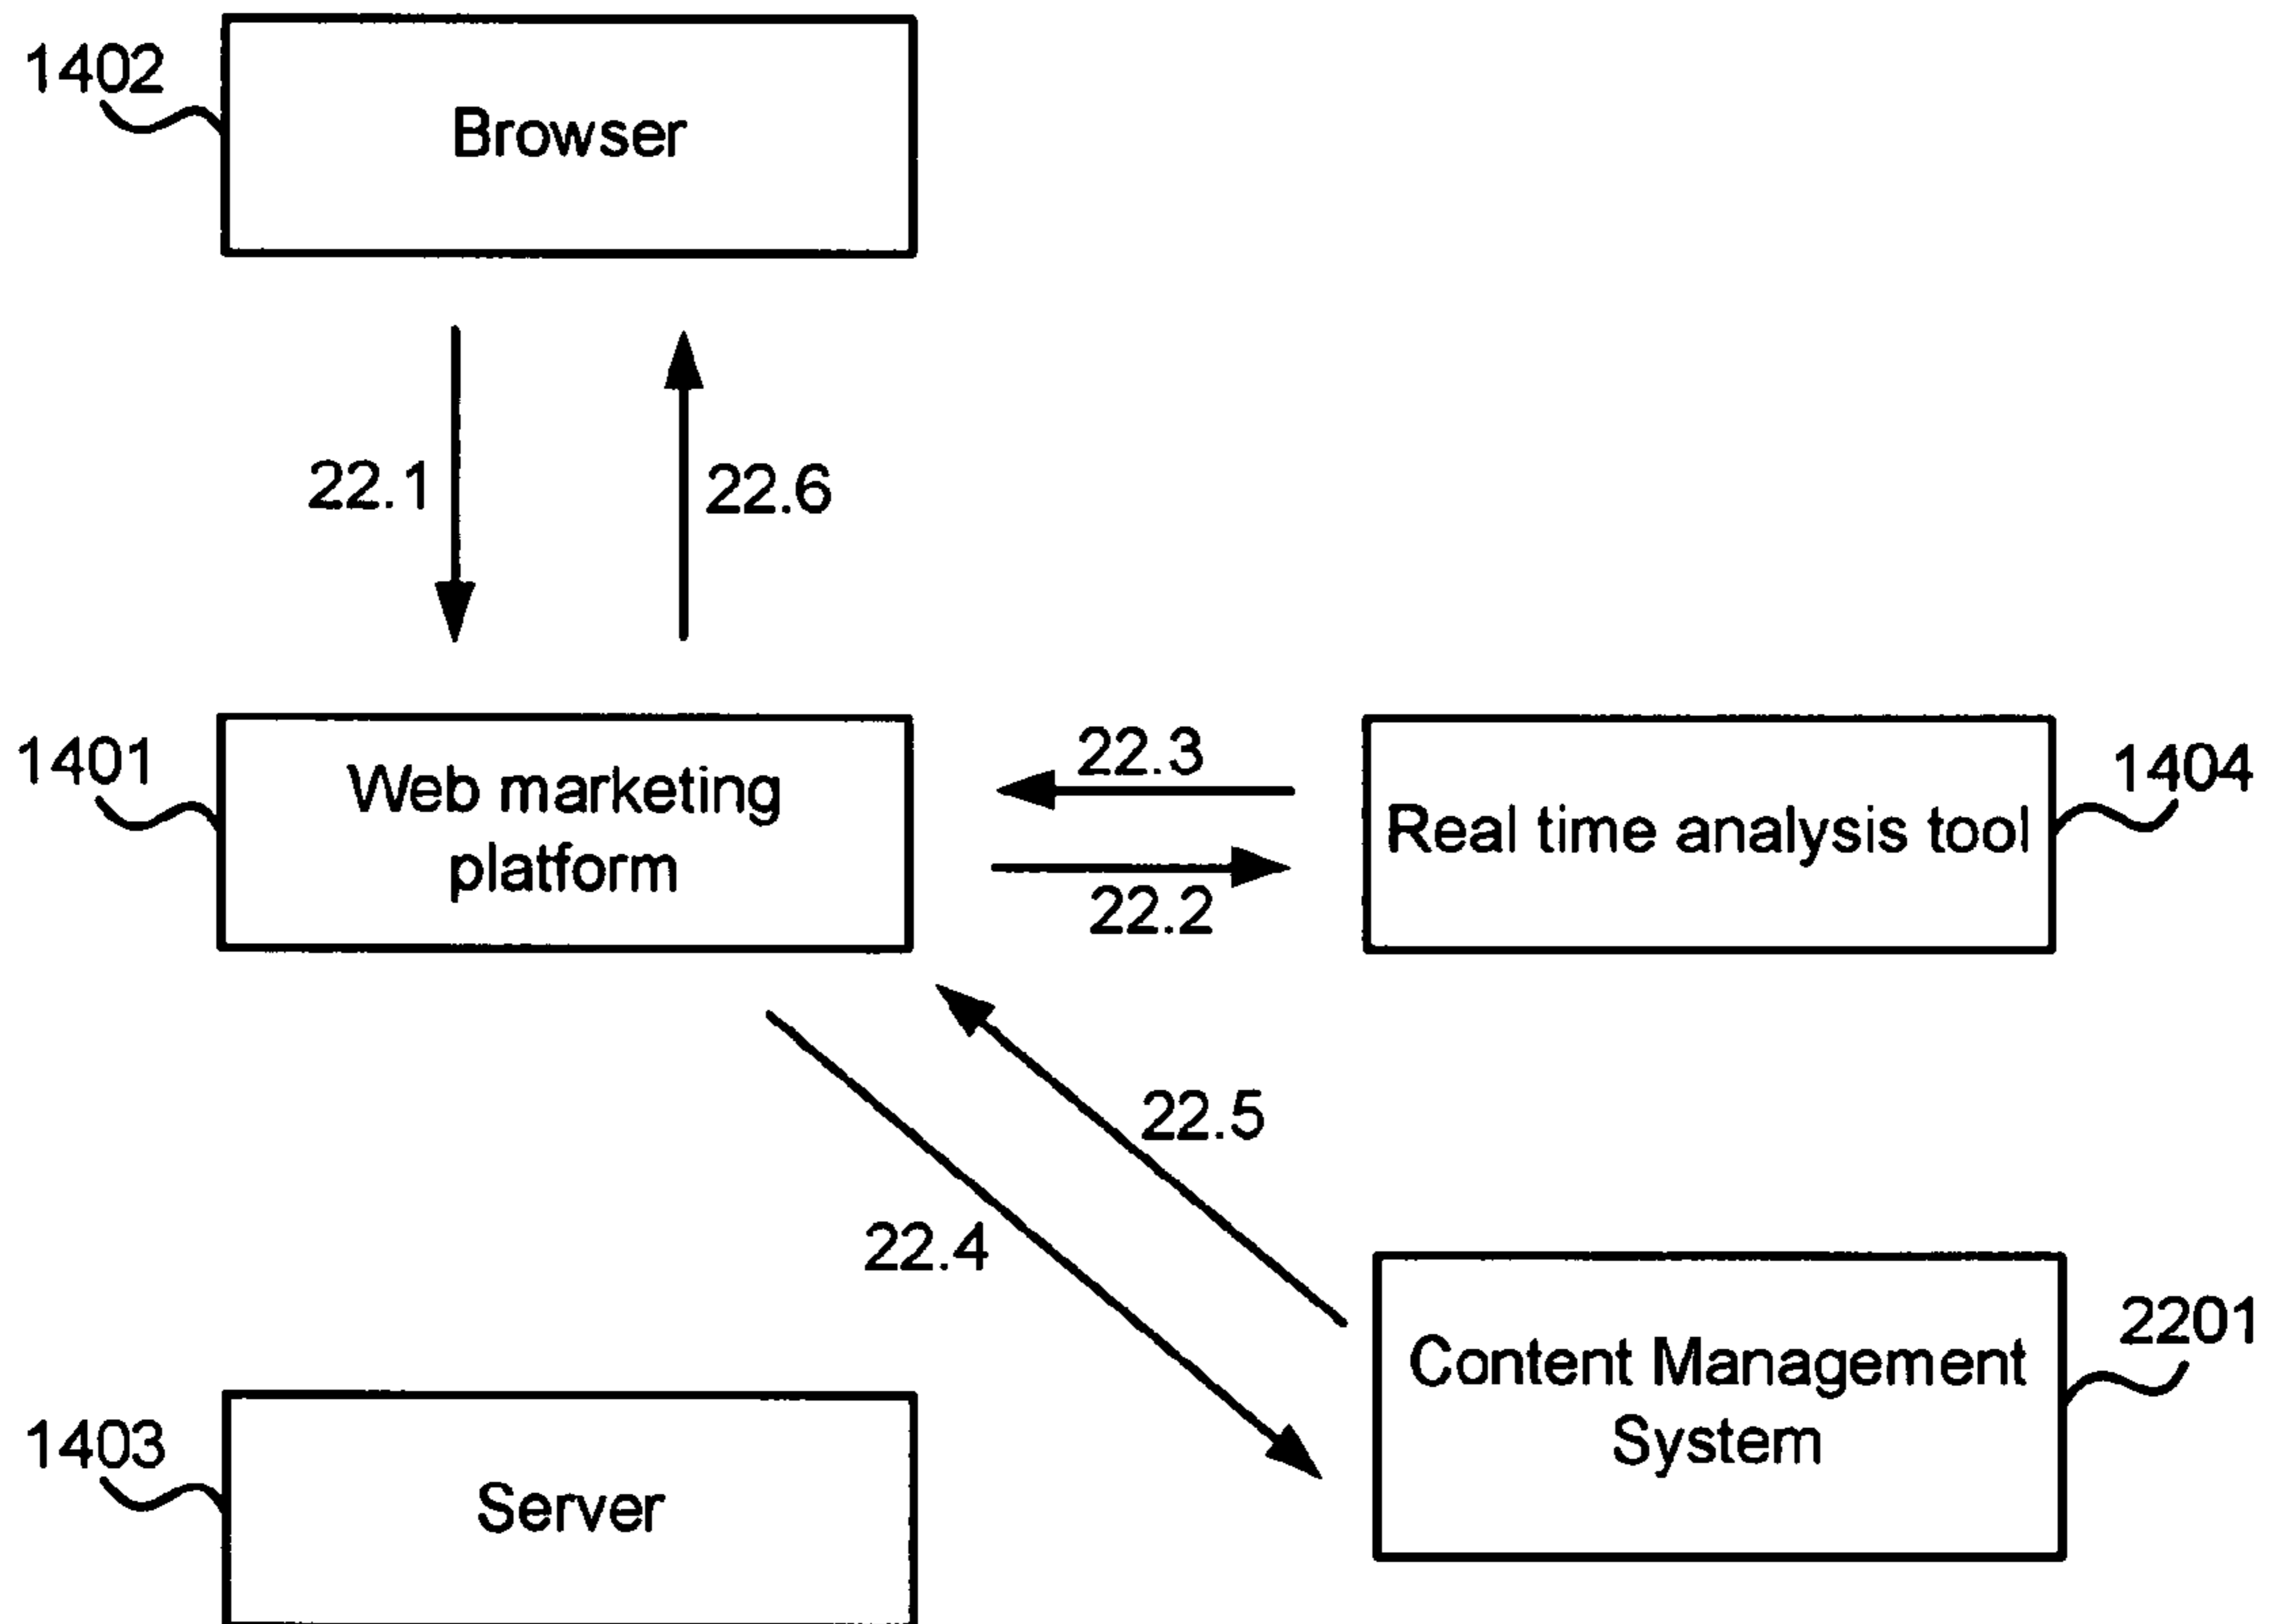 1402
Browser
22.1
22.6
1401
Web marketing
platform
22.3
22.2
Real time analysis tool
1404
22.5
22.4
2201
Content Management
System
1403
Server